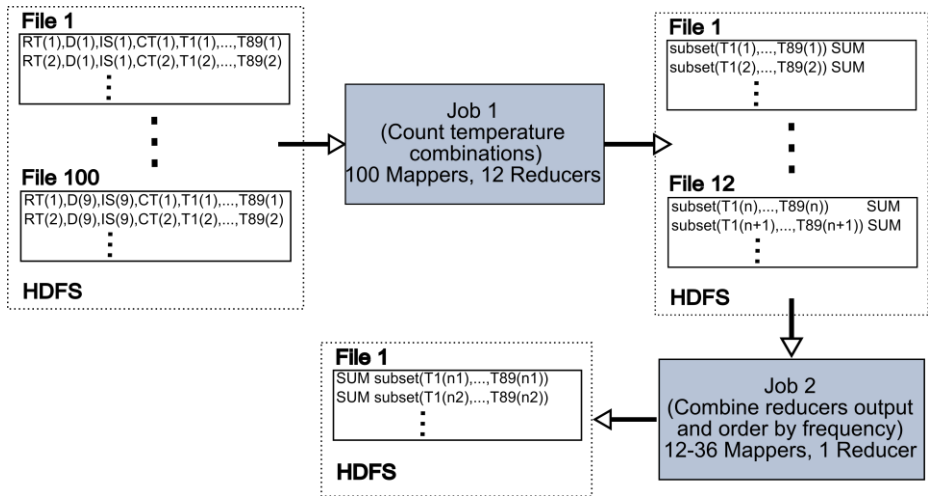 File 1
RT(1),D(1),IS(1),CT(1),T1(1),...,T89(1)
RT(2),D(1),IS(1),CT(2),T1(2),...,T89(2)
File 100
RT(1),D(9),IS(9),CT(1),T1(1),...,T89(1)
RT(2),D(9),IS(9),CT(2),T1(2),...,T89(2)
HDFS
Job 1
(Count temperature
combinations)
100 Mappers, 12 Reducers
File 1
subset(T1(1),...,T89(1)) SUM
subset(T1(2),...,T89(2)) SUM
File 12
subset(T1(n),...,T89(n)) SUM
subset(T1(n+1),...,T89(n+1)) SUM
HDFS
Job 2
(Combine reducers output
and order by frequency)
12-36 Mappers, 1 Reducer
File 1
SUM subset(T1(n1),...,T89(n1))
SUM subset(T1(n2),...,T89(n2))
HDFS